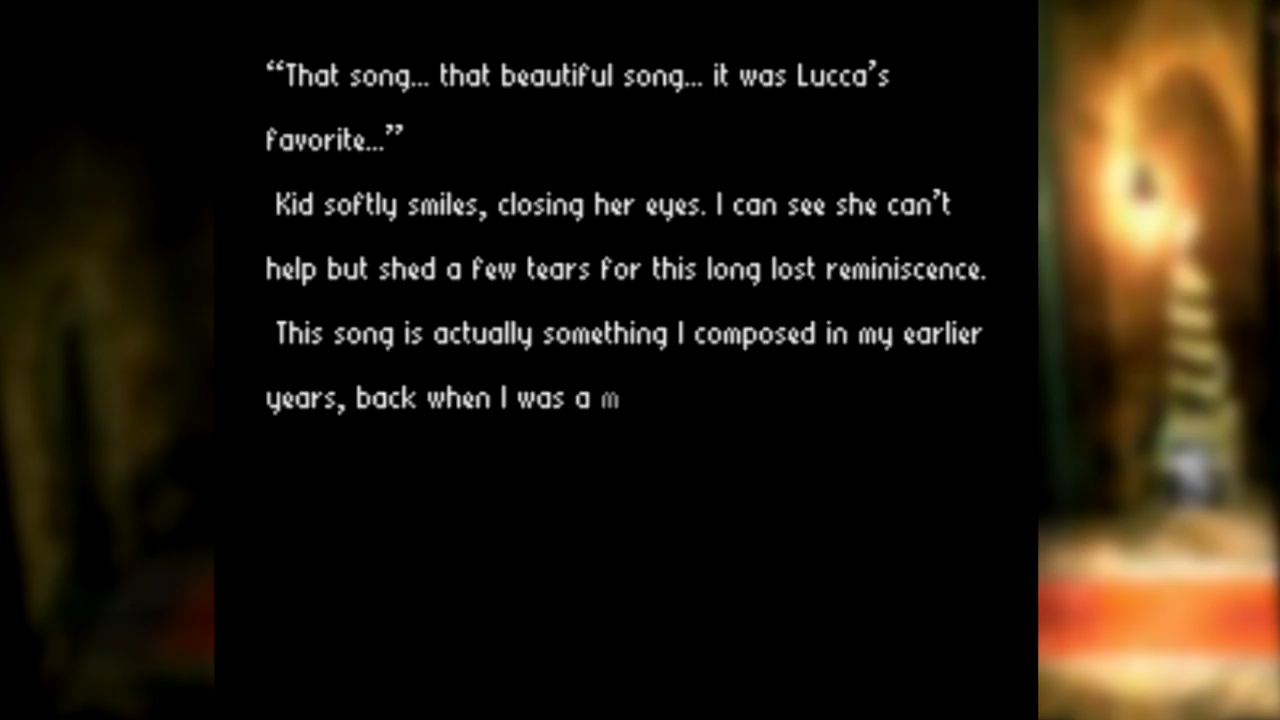 “That song... that beautiful song... it was Lucca’s
favorite...”
Kid softly smiles, closing her eyes. I can see she can’t
help but shed a few tears for this long lost reminiscence.
This song is actually something I composed in my earlier
years, back when I was a m